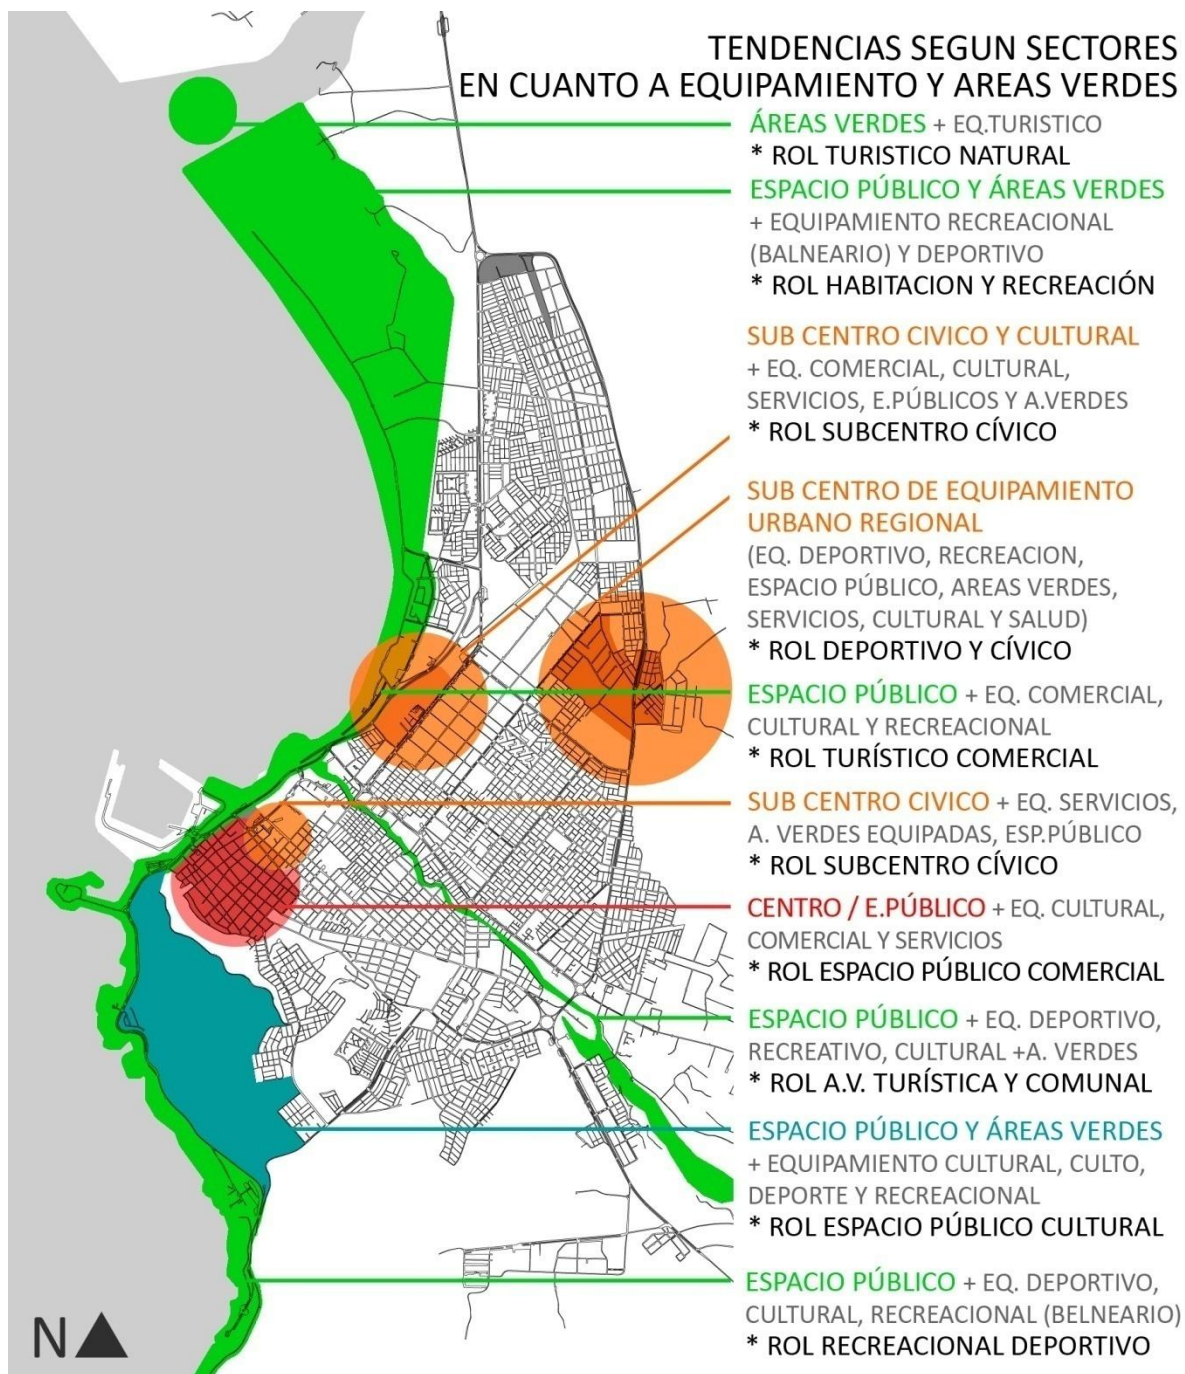 TENDENCIAS SEGUN SECTORES
EN CUANTO A EQUIPAMIENTO Y AREAS VERDES
ÁREAS VERDES + EQ.TURISTICO
* ROL TURISTICO NATURAL
ESPACIO PÚBLICO Y ÁREAS VERDES
+ EQUIPAMIENTO RECREACIONAL
(BALNEARIO) Y DEPORTIVO
* ROL HABITACION Y RECREACIÓN
SUB CENTRO CIVICO Y CULTURAL
+ EQ. COMERCIAL, CULTURAL,
SERVICIOS, E.PÚBLICOS Y A.VERDES
* ROL SUBCENTRO CÍVICO
SUB CENTRO DE EQUIPAMIENTO
URBANO REGIONAL
(EQ. DEPORTIVO, RECREACION,
ESPACIO PÚBLICO, AREAS VERDES,
SERVICIOS, CULTURAL Y SALUD)
* ROL DEPORTIVO Y CÍVICO
ESPACIO PÚBLICO + EQ. COMERCIAL,
CULTURAL Y RECREACIONAL
* ROL TURÍSTICO COMERCIAL
SUB CENTRO CIVICO + EQ. SERVICIOS,
A. VERDES EQUIPADAS, ESP.PÚBLICO
* ROL SUBCENTRO CÍVICO
CENTRO / E.PÚBLICO + EQ. CULTURAL,
COMERCIAL Y SERVICIOS
* ROL ESPACIO PÚBLICO COMERCIAL
ESPACIO PÚBLICO + EQ. DEPORTIVO,
RECREATIVO, CULTURAL +A. VERDES
* ROL A.V. TURÍSTICA Y COMUNAL
ESPACIO PÚBLICO Y ÁREAS VERDES
+ EQUIPAMIENTO CULTURAL, CULTO,
DEPORTE Y RECREACIONAL
* ROL ESPACIO PÚBLICO CULTURAL
ESPACIO PÚBLICO + EQ. DEPORTIVO,
CULTURAL, RECREACIONAL (BELNEARIO)
* ROL RECREACIONAL DEPORTIVO
N